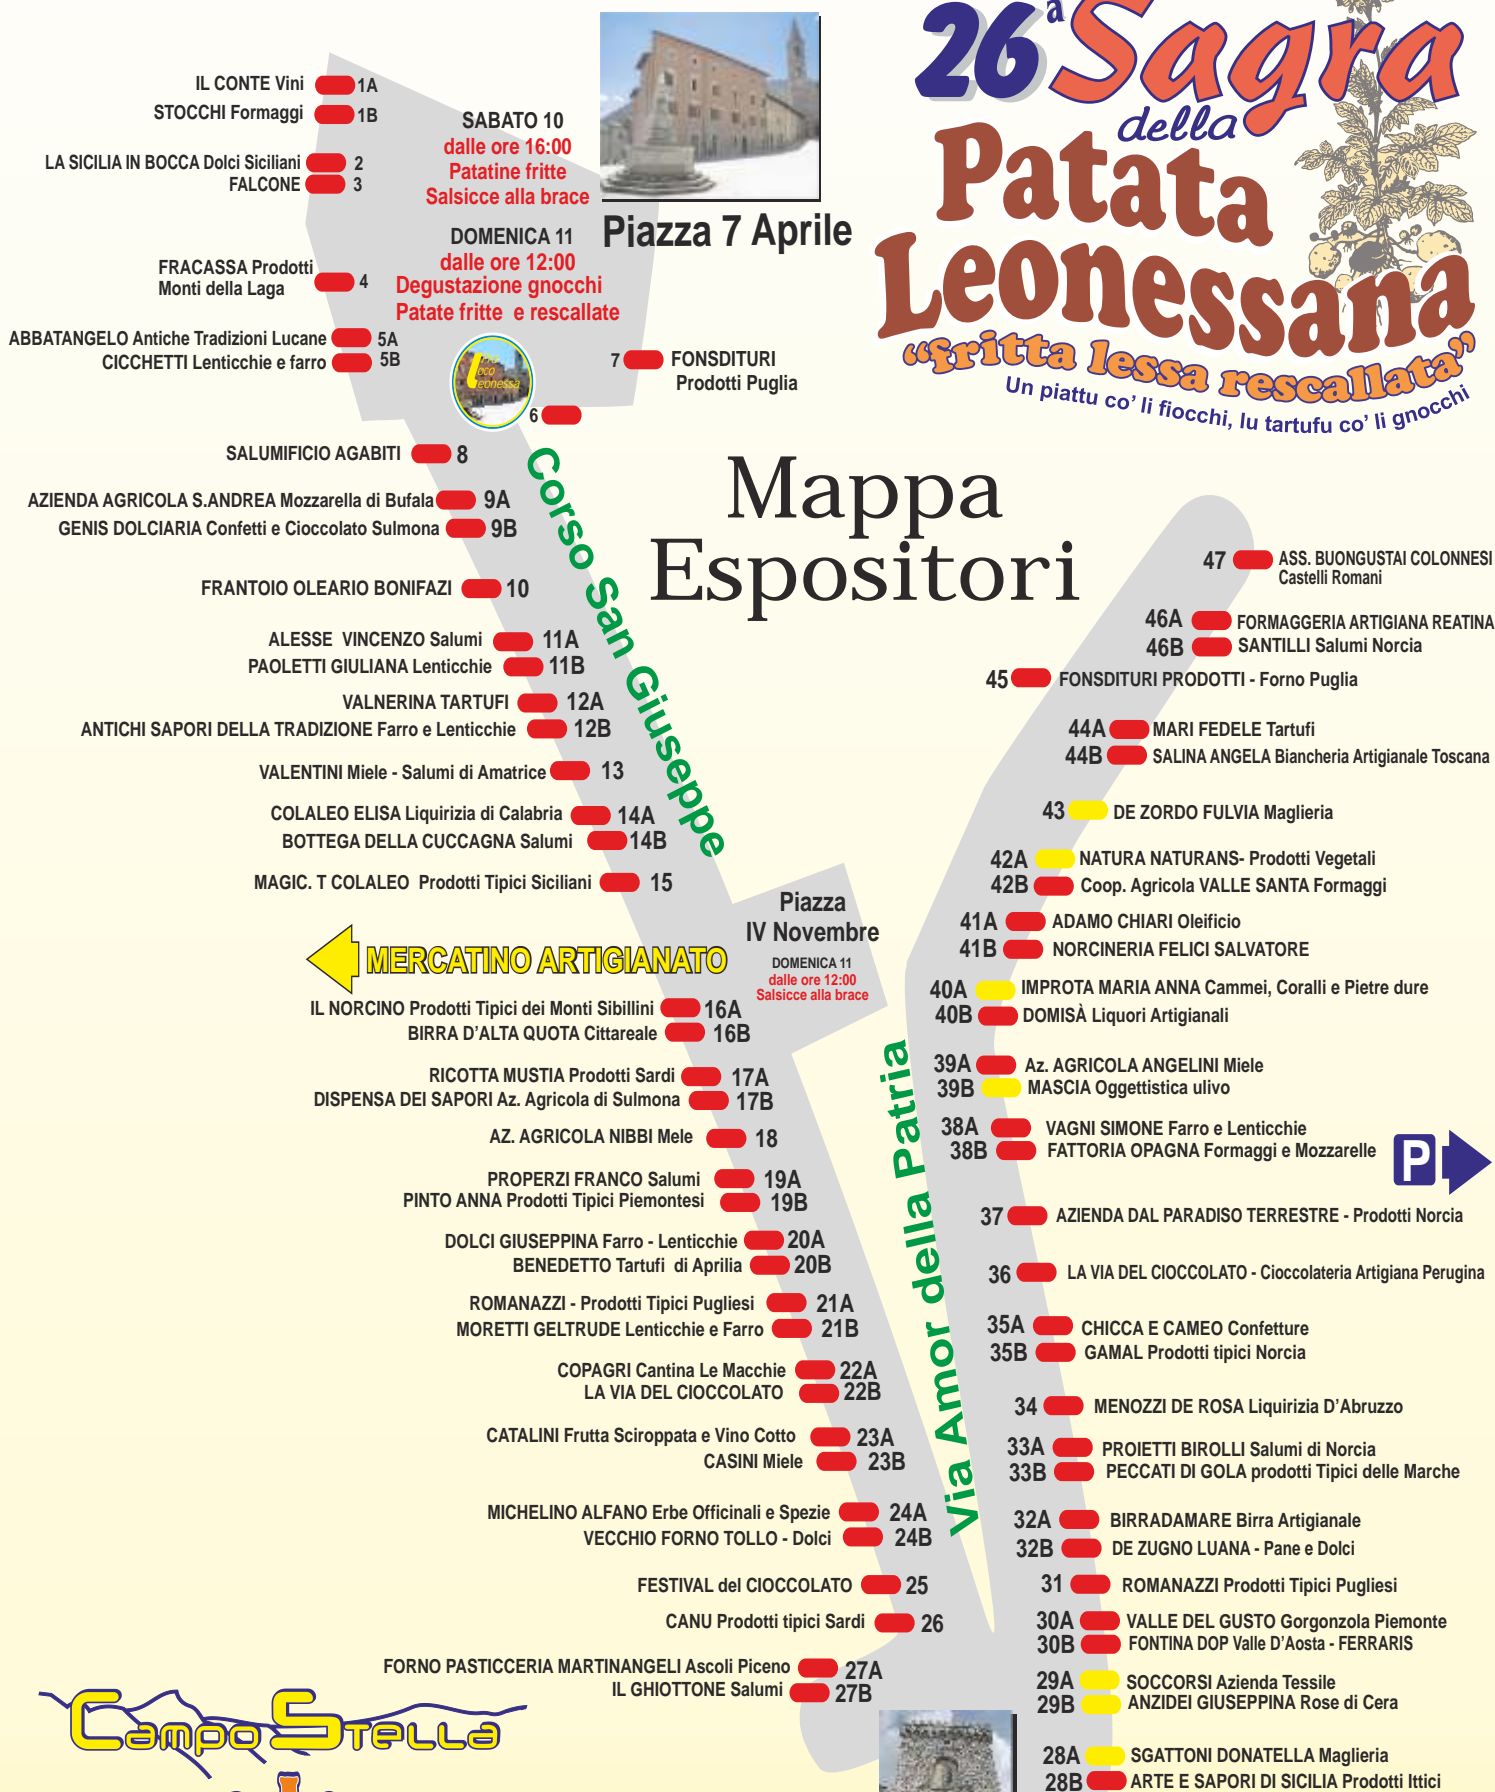 26ª Sagra
della
Patata
Leonessana
“fritta lessa rescallata”
Un piattu co’ li fiocchi, lu tartufu co’ li gnocchi
IL CONTE Vini 1A
STOCCHI Formaggi 1B
LA SICILIA IN BOCCA Dolci Siciliani 2
FALCONE 3
FRACASSA Prodotti
Monti della Laga 4
ABBATANGELO Antiche Tradizioni Lucane 5A
CICCHETTI Lenticchie e farro 5B
SABATO 10
dalle ore 16:00
Patatine fritte
Salsicce alla brace
DOMENICA 11
dalle ore 12:00
Degustazione gnocchi
Patate fritte e rescallate
Piazza 7 Aprile
6
7 FONSDITURI
Prodotti Puglia
Mappa
Espositori
Corso San Giuseppe
SALUMIFICIO AGABITI 8
AZIENDA AGRICOLA S.ANDREA Mozzarella di Bufala 9A
GENIS DOLCIARIA Confetti e Cioccolato Sulmona 9B
FRANTOIO OLEARIO BONIFAZI 10
ALESSE VINCENZO Salumi 11A
PAOLETTI GIULIANA Lenticchie 11B
VALNERINA TARTUFI 12A
ANTICHI SAPORI DELLA TRADIZIONE Farro e Lenticchie 12B
VALENTINI Miele - Salumi di Amatrice 13
COLALEO ELISA Liquirizia di Calabria 14A
BOTTEGA DELLA CUCCAGNA Salumi 14B
MAGIC. T COLALEO Prodotti Tipici Siciliani 15
MERCATINO ARTIGIANATO
Piazza
IV Novembre
DOMENICA 11
dalle ore 12:00
Salsicce alla brace
IL NORCINO Prodotti Tipici dei Monti Sibillini 16A
BIRRA D’ALTA QUOTA Cittareale 16B
RICOTTA MUSTIA Prodotti Sardi 17A
DISPENSA DEI SAPORI Az. Agricola di Sulmona 17B
AZ. AGRICOLA NIBBI Mele 18
PROPERZI FRANCO Salumi 19A
PINTO ANNA Prodotti Tipici Piemontesi 19B
DOLCI GIUSEPPINA Farro - Lenticchie 20A
BENEDETTO Tartufi di Aprilia 20B
ROMANAZZI - Prodotti Tipici Pugliesi 21A
MORETTI GELTRUDE Lenticchie e Farro 21B
COPAGRI Cantina Le Macchie 22A
LA VIA DEL CIOCCOLATO 22B
CATALINI Frutta Sciroppata e Vino Cotto 23A
CASINI Miele 23B
MICHELINO ALFANO Erbe Officinali e Spezie 24A
VECCHIO FORNO TOLLO - Dolci 24B
FESTIVAL del CIOCCOLATO 25
CANU Prodotti tipici Sardi 26
FORNO PASTICCERIA MARTINANGELI Ascoli Piceno 27A
IL GHIOTTONE Salumi 27B
Via Amor della Patria
47 ASS. BUONGUSTAI COLONNESI
Castelli Romani
46A FORMAGGERIA ARTIGIANA REATINA
46B SANTILLI Salumi Norcia
45 FONSDITURI PRODOTTI - Forno Puglia
44A MARI FEDELE Tartufi
44B SALINA ANGELA Biancheria Artigianale Toscana
43 DE ZORDO FULVIA Maglieria
42A NATURA NATURANS- Prodotti Vegetali
42B Coop. Agricola VALLE SANTA Formaggi
41A ADAMO CHIARI Oleificio
41B NORCINERIA FELICI SALVATORE
40A IMPROTA MARIA ANNA Cammei, Coralli e Pietre dure
40B DOMISÀ Liquori Artigianali
39A Az. AGRICOLA ANGELINI Miele
39B MASCIA Oggettistica ulivo
38A VAGNI SIMONE Farro e Lenticchie
38B FATTORIA OPAGNA Formaggi e Mozzarelle
P
37 AZIENDA DAL PARADISO TERRESTRE - Prodotti Norcia
36 LA VIA DEL CIOCCOLATO - Cioccolateria Artigiana Perugina
35A CHICCA E CAMEO Confetture
35B GAMAL Prodotti tipici Norcia
34 MENOZZI DE ROSA Liquirizia D’Abruzzo
33A PROIETTI BIROLLI Salumi di Norcia
33B PECCATI DI GOLA prodotti Tipici delle Marche
32A BIRRADAMARE Birra Artigianale
32B DE ZUGNO LUANA - Pane e Dolci
31 ROMANAZZI Prodotti Tipici Pugliesi
30A VALLE DEL GUSTO Gorgonzola Piemonte
30B FONTINA DOP Valle D’Aosta - FERRARIS
29A SOCCORSI Azienda Tessile
29B ANZIDEI GIUSEPPINA Rose di Cera
28A SGATTONI DONATELLA Maglieria
28B ARTE E SAPORI DI SICILIA Prodotti Ittici
CAMPO STELLA